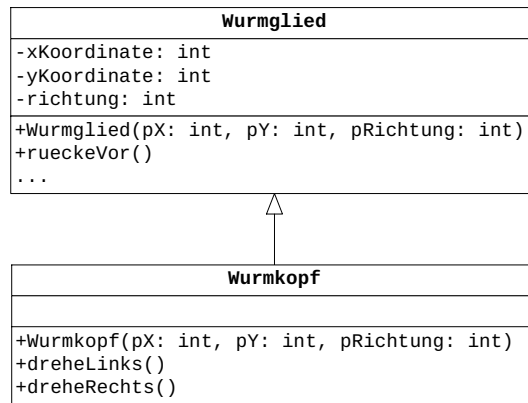 Wurmglied
-xKoordinate: int
-yKoordinate: int
-richtung: int
+Wurmglied(pX: int, pY: int, pRichtung: int)
+rueckeVor()
...
Wurmkopf
+Wurmkopf(pX: int, pY: int, pRichtung: int)
+dreheLinks()
+dreheRechts()